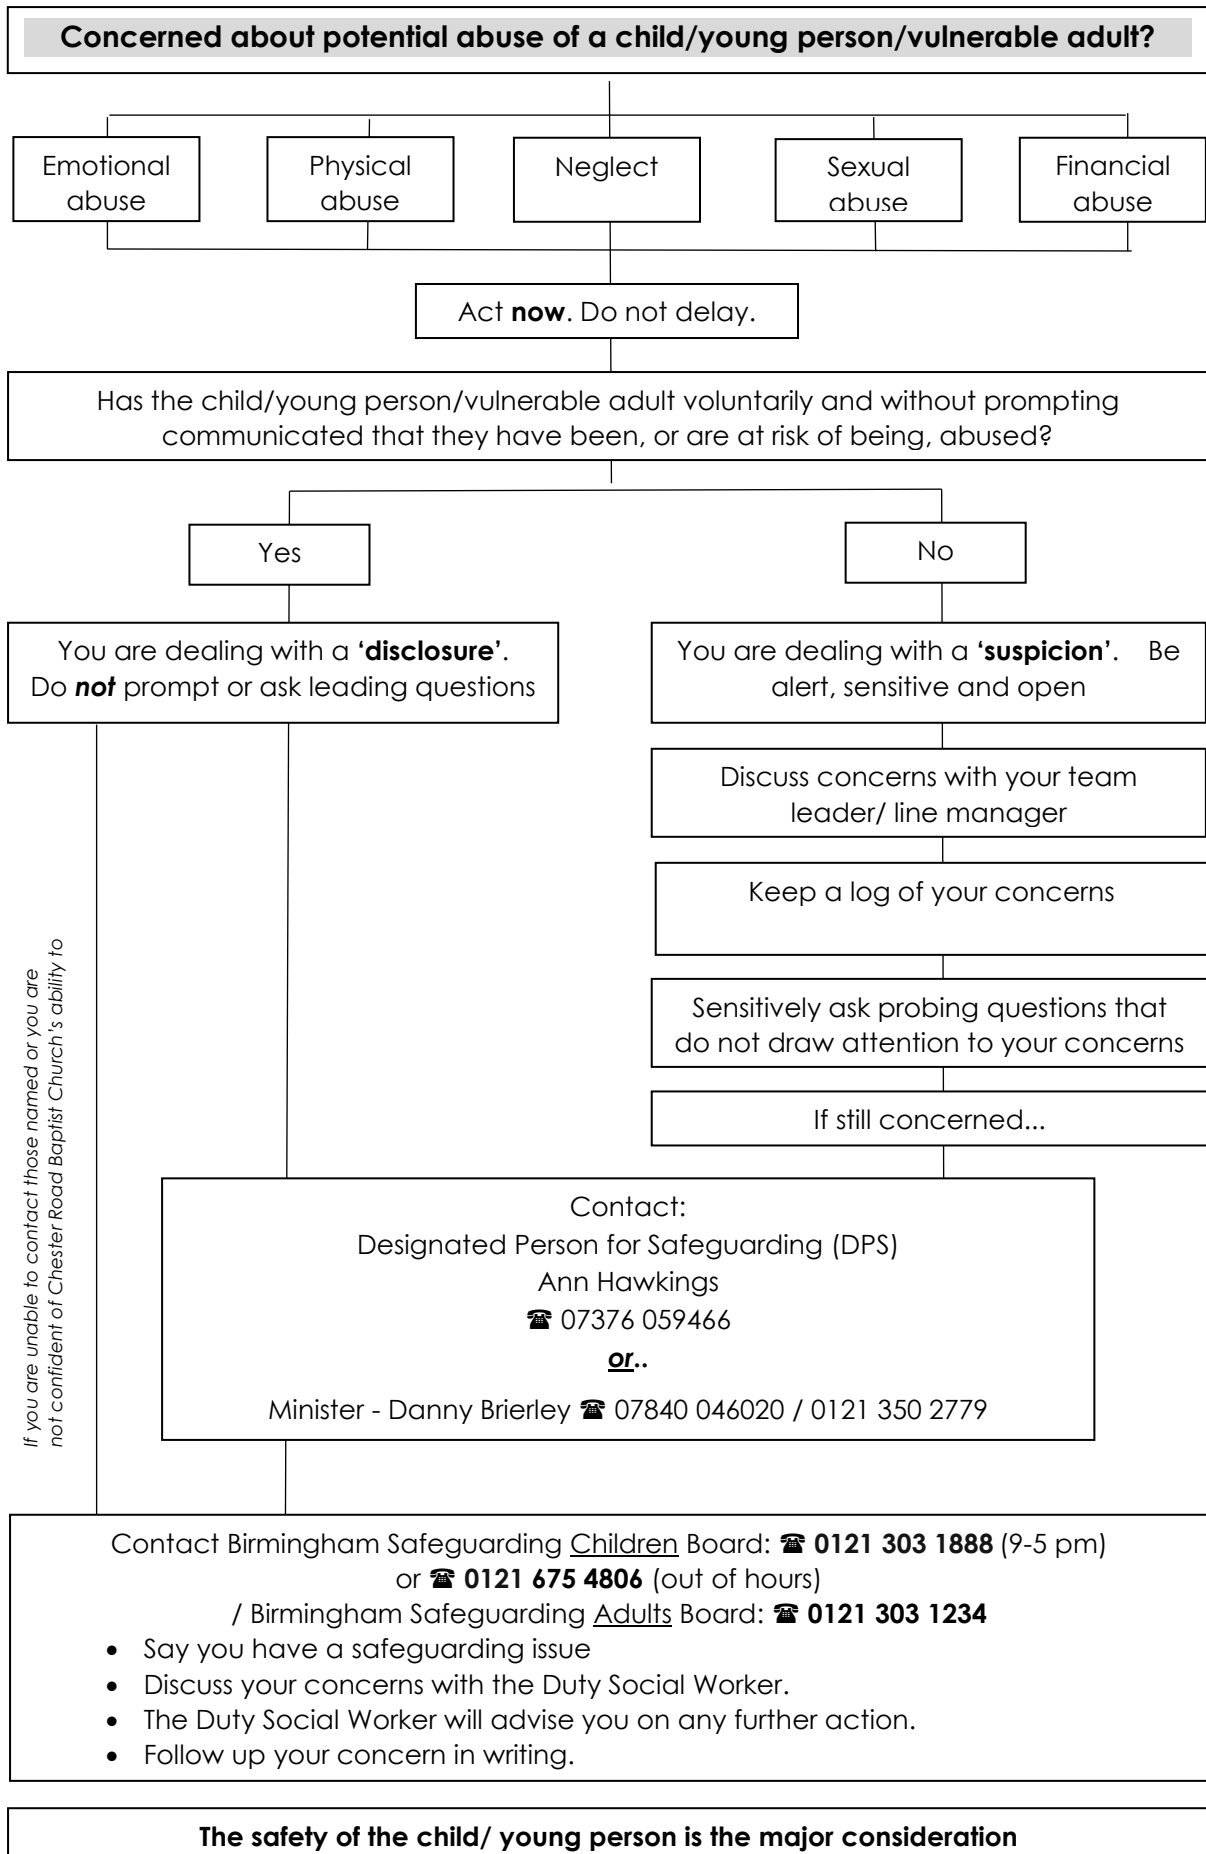 Concerned about potential abuse of a child/young person/vulnerable adult?
Emotional
abuse
Physical
abuse
Neglect
Sexual
abuse
Financial
abuse
Act now. Do not delay.
Has the child/young person/vulnerable adult voluntarily and without prompting
communicated that they have been, or are at risk of being, abused?
Yes
No
You are dealing with a ‘disclosure’.
Do not prompt or ask leading questions
You are dealing with a ‘suspicion’. Be
alert, sensitive and open
Discuss concerns with your team
leader/ line manager
Keep a log of your concerns
Sensitively ask probing questions that
do not draw attention to your concerns
If still concerned...
If you are unable to contact those named or you are
not confident of Chester Road Baptist Church’s ability to
Contact:
Designated Person for Safeguarding (DPS)
Ann Hawkings
☎ 07376 059466
or..
Minister - Danny Brierley ☎ 07840 046020 / 0121 350 2779
Contact Birmingham Safeguarding Children Board: ☎ 0121 303 1888 (9-5 pm)
or ☎ 0121 675 4806 (out of hours)
/ Birmingham Safeguarding Adults Board: ☎ 0121 303 1234
• Say you have a safeguarding issue
• Discuss your concerns with the Duty Social Worker.
• The Duty Social Worker will advise you on any further action.
• Follow up your concern in writing.
The safety of the child/ young person is the major consideration